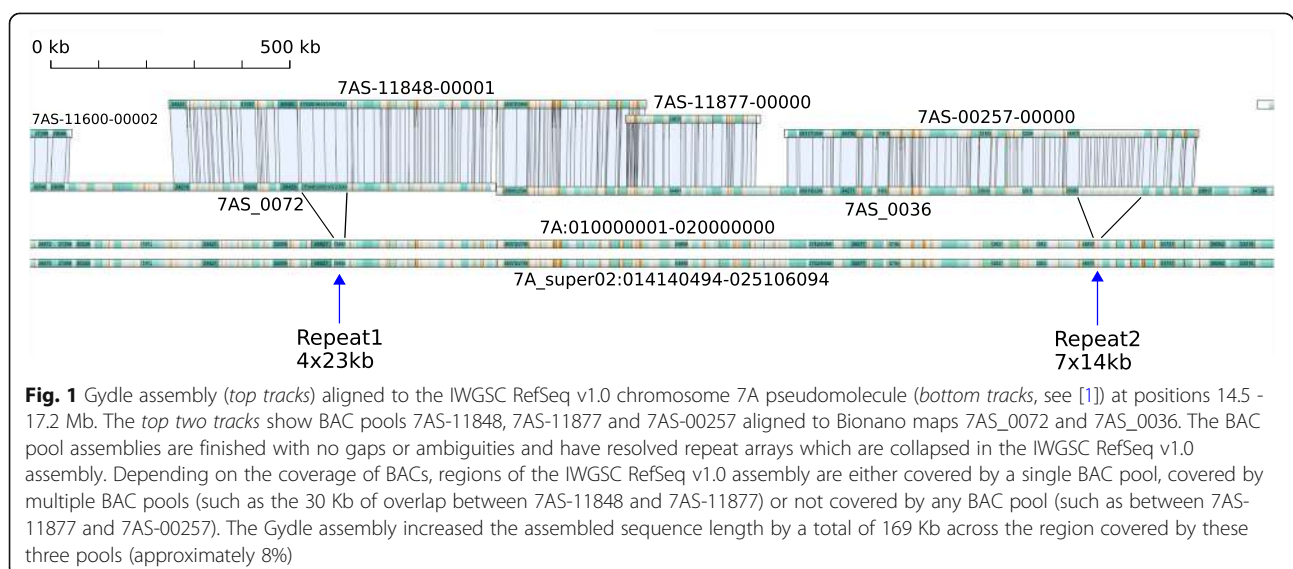 0 kb 500 kb
7AS-11848-00001
7AS-11877-00000
7AS-11600-00002
7AS-00257-00000
7AS_0072
7AS_0036
7A:010000001-020000000
7A_super02:014140494-025106094
Repeat1
4x23kb
Repeat2
7x14kb
Fig. 1 Gydle assembly (top tracks) aligned to the IWGSC RefSeq v1.0 chromosome 7A pseudomolecule (bottom tracks, see [1]) at positions 14.5 -
17.2 Mb. The top two tracks show BAC pools 7AS-11848, 7AS-11877 and 7AS-00257 aligned to Bionano maps 7AS_0072 and 7AS_0036. The BAC
pool assemblies are finished with no gaps or ambiguities and have resolved repeat arrays which are collapsed in the IWGSC RefSeq v1.0
assembly. Depending on the coverage of BACs, regions of the IWGSC RefSeq v1.0 assembly are either covered by a single BAC pool, covered by
multiple BAC pools (such as the 30 Kb of overlap between 7AS-11848 and 7AS-11877) or not covered by any BAC pool (such as between 7AS-
11877 and 7AS-00257). The Gydle assembly increased the assembled sequence length by a total of 169 Kb across the region covered by these
three pools (approximately 8%)